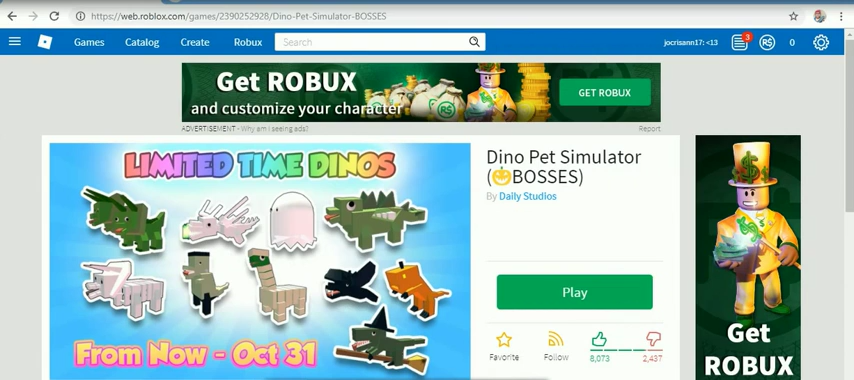 https://web.roblox.com/games/2390252928/Dino-Pet-Simulator-BOSSES
Games Catalog Create Robux Search jocrisann17: <13 3 R$ 0
Get ROBUX
and customize your character
GET ROBUX
ADVERTISEMENT - Why am I seeing ads? Report
LIMITED TIME DINOS
From Now - Oct 31
Dino Pet Simulator
(🎃BOSSES)
By Daily Studios
Play
Favorite Follow 8,073 2,437
Get
ROBUX